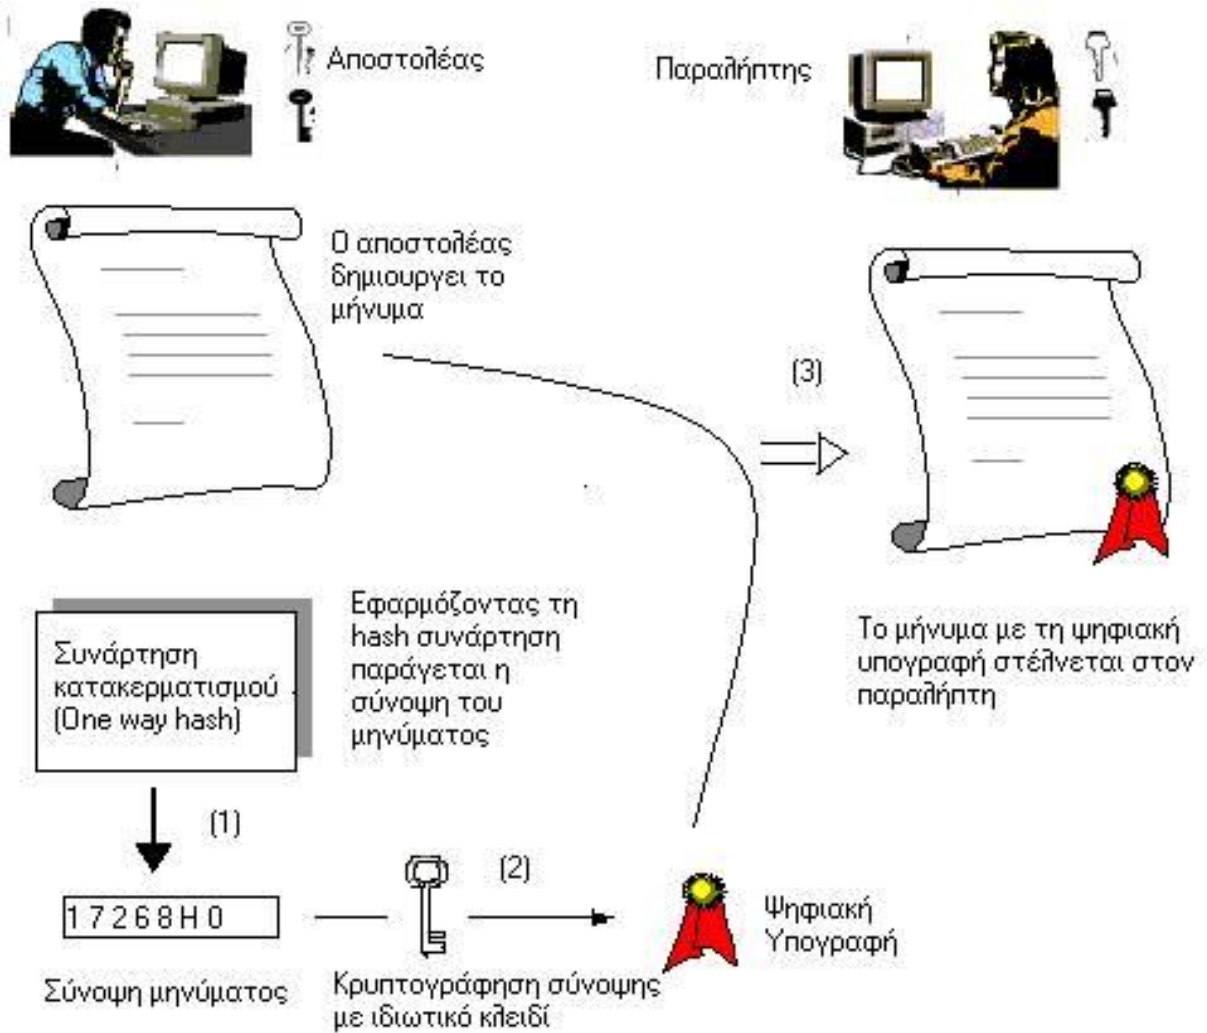 Αποστολέας
Παραλήπτης
Ο αποστολέας
δημιουργει το
μήνυμα
(3)
Συνάρτηση
κατακερματισμού
(One way hash)
Εφαρμόζοντας τη
hash συνάρτηση
παράγεται η
σύνοψη του
μηνύματος
Το μήνυμα με τη ψηφιακή
υπογραφή στέλνεται στον
παραλήπτη
(1)
17268H0
(2)
Ψηφιακή
Υπογραφή
Σύνοψη μηνύματος
Κρυπτογράφηση σύνοψης
με ιδιωτικό κλειδί